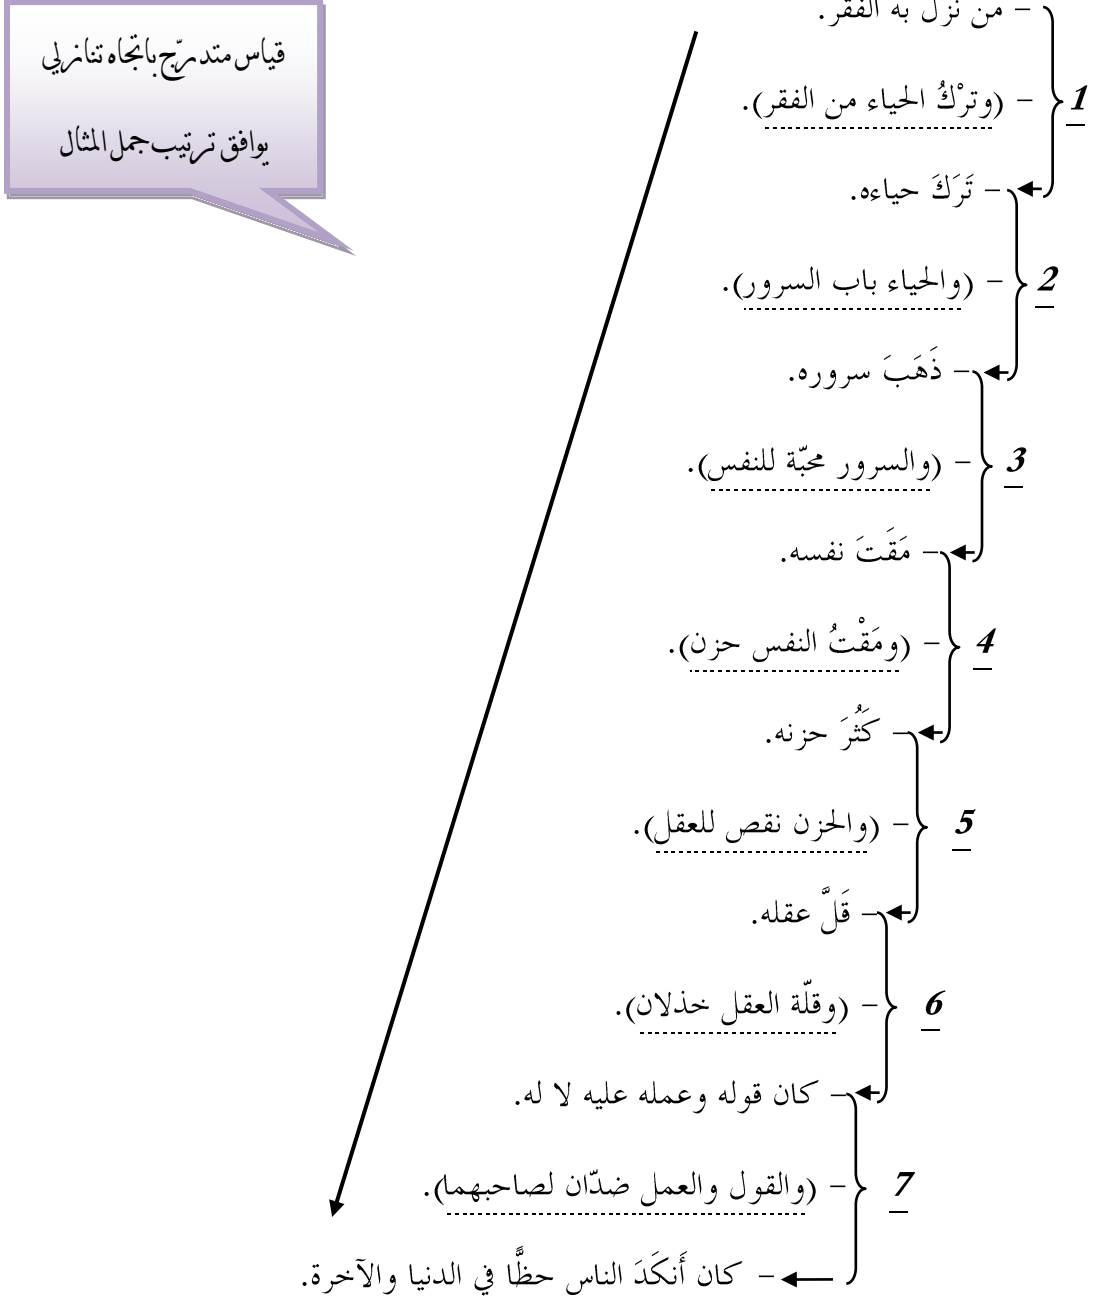 – من نزل به الفقر.
قياس متدرّج باتجاه تنازلي
1 – (وترْكُ الحياء من الفقر).
يوافق ترتيب جمل المثال
– تَرَكَ حياءه.
2 – (والحياء باب السرور).
– ذَهَبَ سروره.
3 – (والسرور محبّة للنفس).
– مَقَتَ نفسه.
4 – (ومَقْتُ النفس حزن).
– كَثُرَ حزنه.
5 – (والحزن نقص للعقل).
– قَلَّ عقله.
6 – (وقلّة العقل خذلان).
– كان قوله وعمله عليه لا له.
7 – (والقول والعمل ضدّان لصاحبهما).
– كان أَنكَدَ الناس حظًّا في الدنيا والآخرة.